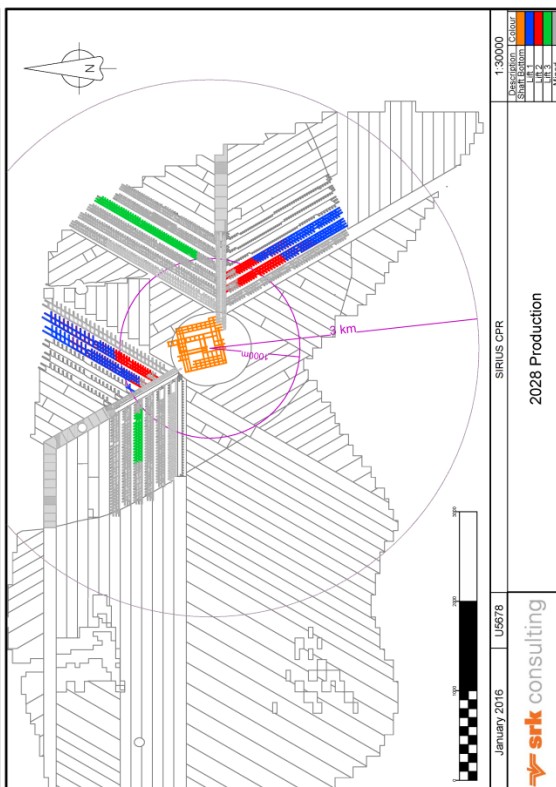 N
3 km
1000m
0
1000
2000
3000
SIRIUS CPR
1:30000
2028 Production
Description
Colour
Shaft Bottom
Lift 1
Lift 2
Lift 3
Mined
January 2016
U5678
srk consulting